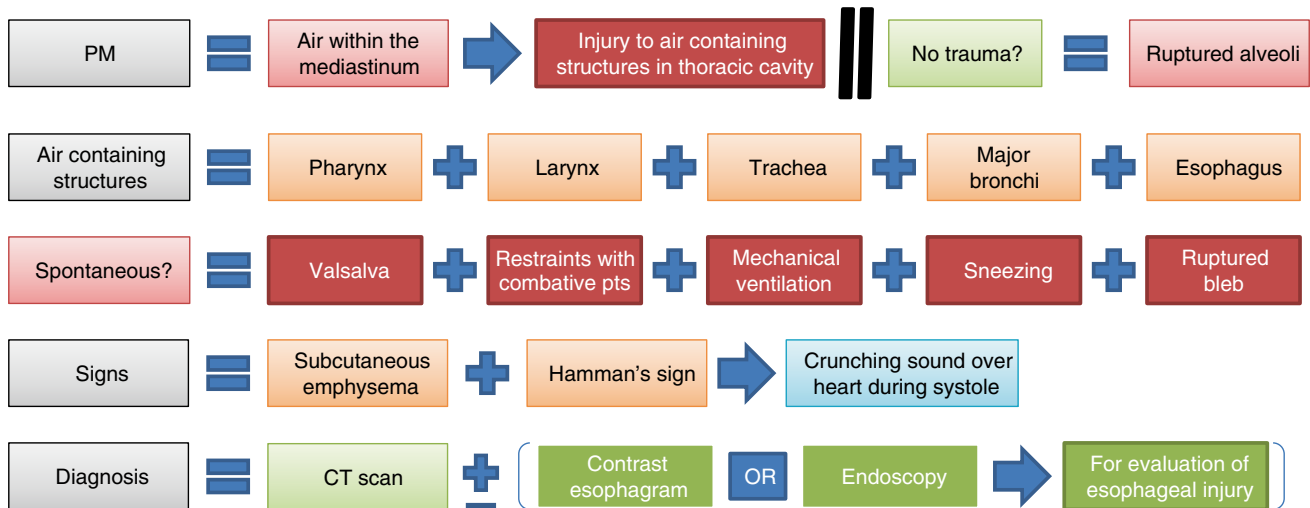 PM
Air within the
mediastinum
Injury to air containing
structures in thoracic cavity
No trauma?
Ruptured alveoli
Air containing
structures
Pharynx
Larynx
Trachea
Major
bronchi
Esophagus
Spontaneous?
Valsalva
Restraints with
combative pts
Mechanical
ventilation
Sneezing
Ruptured
bleb
Signs
Subcutaneous
emphysema
Hamman's sign
Crunching sound over
heart during systole
Diagnosis
CT scan
Contrast
esophagram
OR
Endoscopy
For evaluation of
esophageal injury